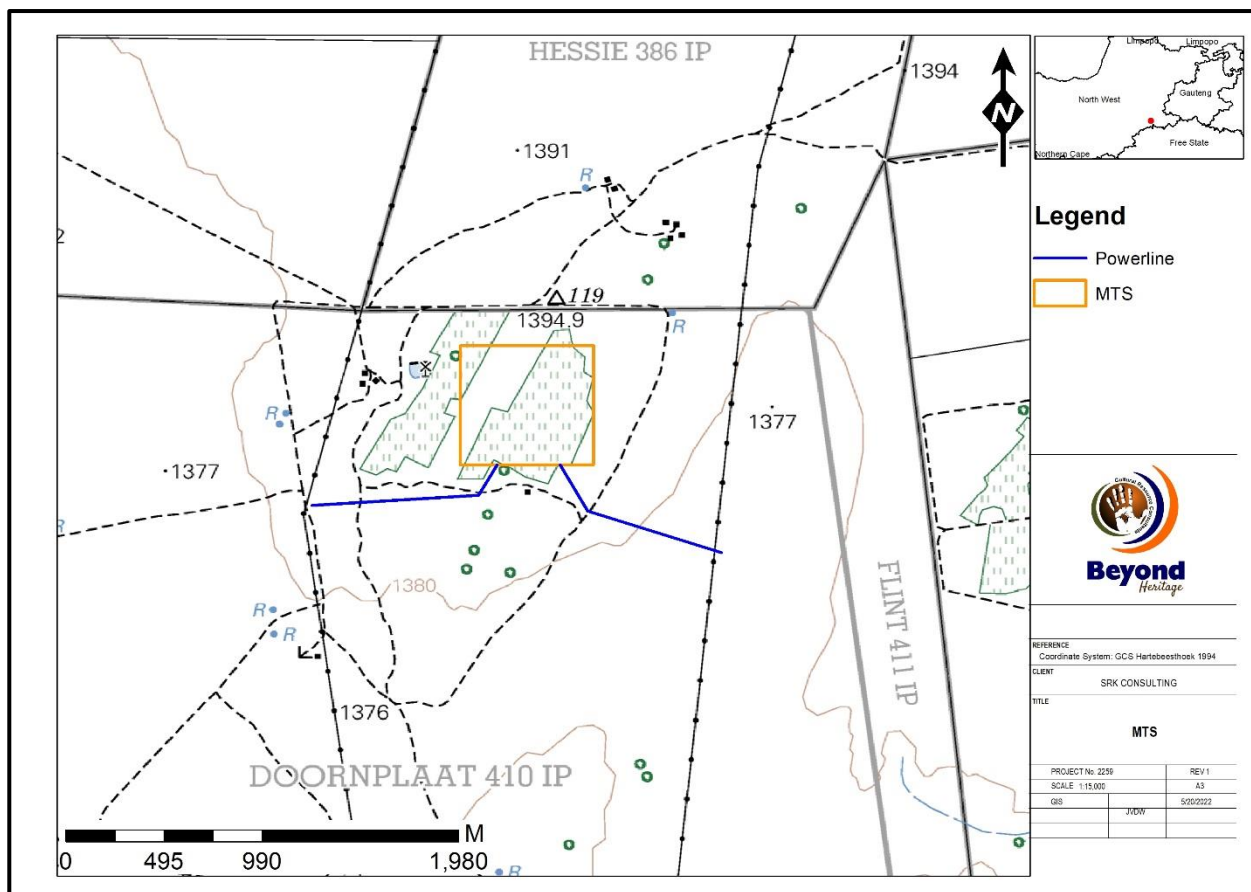 HESSIE 386 IP
1394
1391
R
2
119
1394.9
R
R
1377
1377
R
1380
R
R
FLINT 411 IP
1376
DOORNPLAAT 410 IP
M
495
990
1,980
R
N
Limpopo
Limpopo
North West
Gauteng
Northern Cape
Free State
Legend
Powerline
MTS
Beyond
Heritage
REFERENCE
Coordinate System: GCS Hartebeesthoek 1994
CLIENT
SRK CONSULTING
TITLE
MTS
PROJECT No. 2259
REV 1
SCALE 1:15,000
A3
GIS
JVDW
5/20/2022